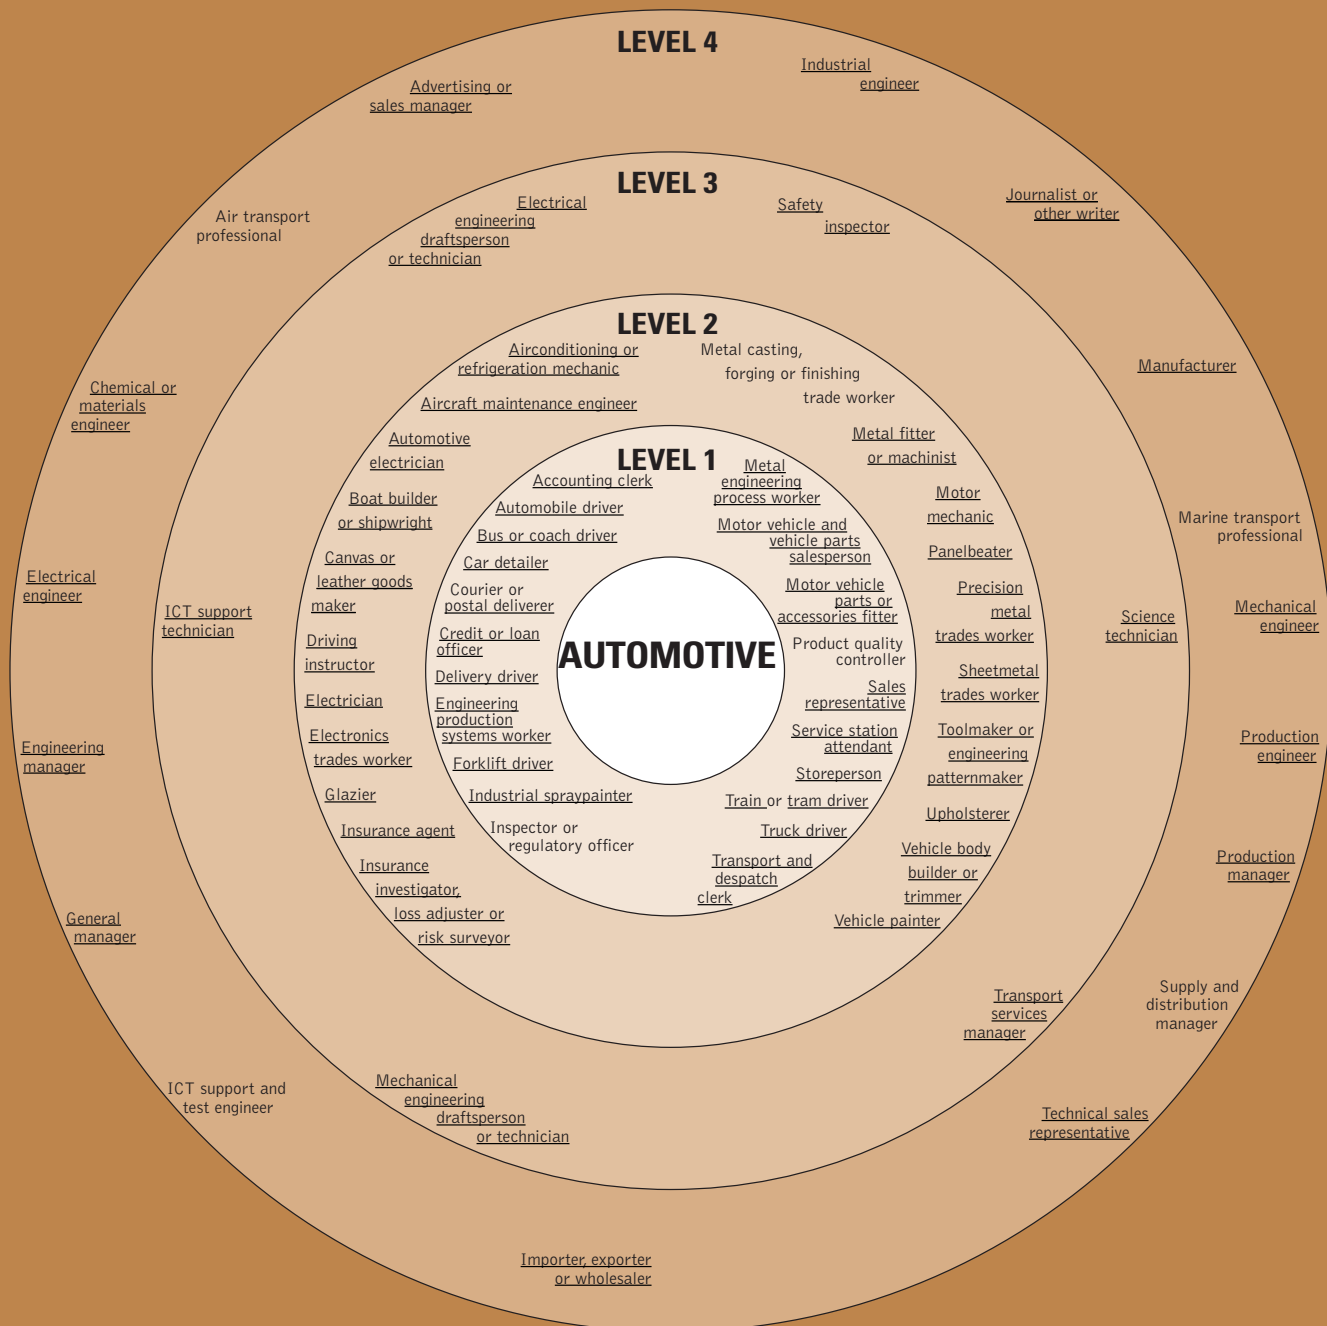 LEVEL 4
Advertising or
sales manager
Air transport
professional
Chemical or
materials
engineer
Electrical
engineer
Engineering
manager
General
manager
ICT support and
test engineer
Importer, exporter
or wholesaler
Industrial
engineer
Journalist or
other writer
Manufacturer
Marine transport
professional
Mechanical
engineer
Production
engineer
Production
manager
Supply and
distribution
manager
Technical sales
representative
LEVEL 3
Electrical
engineering
draftsperson
or technician
ICT support
technician
Mechanical
engineering
draftsperson
or technician
Safety
inspector
Science
technician
Transport
services
manager
LEVEL 2
Airconditioning or
refrigeration mechanic
Aircraft maintenance engineer
Automotive
electrician
Boat builder
or shipwright
Canvas or
leather goods
maker
Driving
instructor
Electrician
Electronics
trades worker
Glazier
Insurance agent
Insurance
investigator,
loss adjuster or
risk surveyor
Metal casting,
forging or finishing
trade worker
Metal fitter
or machinist
Motor
mechanic
Panelbeater
Precision
metal
trades worker
Sheetmetal
trades worker
Toolmaker or
engineering
patternmaker
Upholsterer
Vehicle body
builder or
trimmer
Vehicle painter
LEVEL 1
Accounting clerk
Automobile driver
Bus or coach driver
Car detailer
Courier or
postal deliverer
Credit or loan
officer
Delivery driver
Engineering
production
systems worker
Forklift driver
Industrial spraypainter
Inspector or
regulatory officer
Metal
engineering
process worker
Motor vehicle and
vehicle parts
salesperson
Motor vehicle
parts or
accessories fitter
Product quality
controller
Sales
representative
Service station
attendant
Storeperson
Train or tram driver
Truck driver
Transport and
despatch
clerk
AUTOMOTIVE